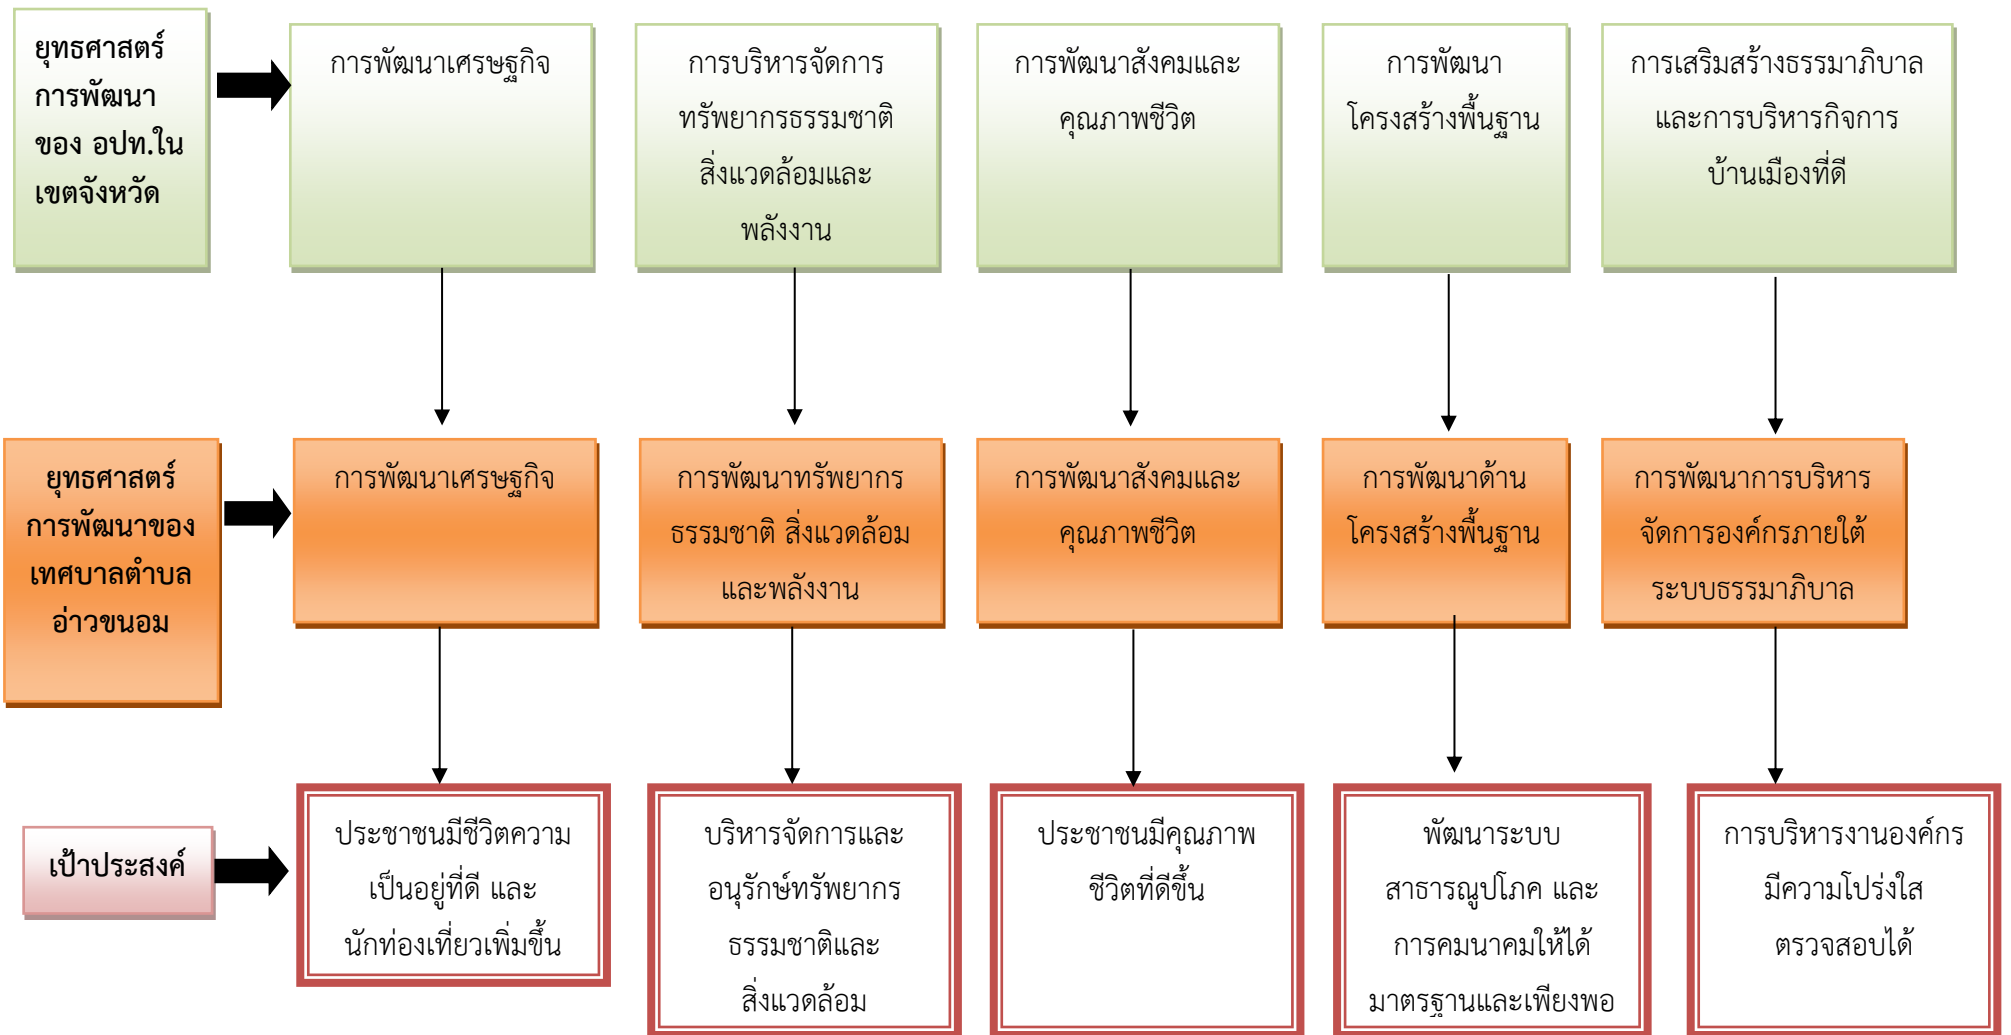 ยุทธศาสตร์
การพัฒนา
ของ อปท.ใน
เขตจังหวัด
การพัฒนาเศรษฐกิจ
การบริหารจัดการ
ทรัพยากรธรรมชาติ
สิ่งแวดล้อมและ
พลังงาน
การพัฒนาสังคมและ
คุณภาพชีวิต
การพัฒนา
โครงสร้างพื้นฐาน
การเสริมสร้างธรรมาภิบาล
และการบริหารกิจการ
บ้านเมืองที่ดี
ยุทธศาสตร์
การพัฒนาของ
เทศบาลตำบล
อ่าวขนอม
การพัฒนาเศรษฐกิจ
การพัฒนาทรัพยากร
ธรรมชาติ สิ่งแวดล้อม
และพลังงาน
การพัฒนาสังคมและ
คุณภาพชีวิต
การพัฒนาด้าน
โครงสร้างพื้นฐาน
การพัฒนาการบริหาร
จัดการองค์กรภายใต้
ระบบธรรมาภิบาล
เป้าประสงค์
ประชาชนมีชีวิตความ
เป็นอยู่ที่ดี และ
นักท่องเที่ยวเพิ่มขึ้น
บริหารจัดการและ
อนุรักษ์ทรัพยากร
ธรรมชาติและ
สิ่งแวดล้อม
ประชาชนมีคุณภาพ
ชีวิตที่ดีขึ้น
พัฒนาระบบ
สาธารณูปโภค และ
การคมนาคมให้ได้
มาตรฐานและเพียงพอ
การบริหารงานองค์กร
มีความโปร่งใส
ตรวจสอบได้